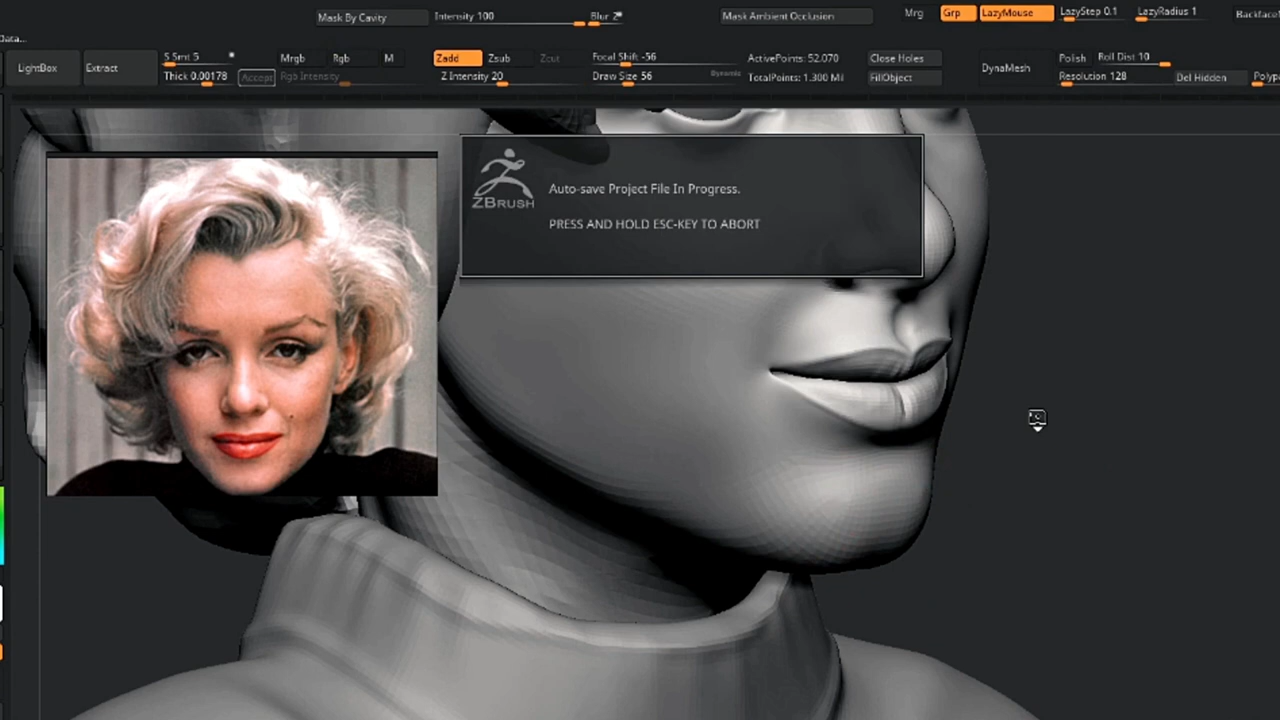 Mask By Cavity
Intensity 100
Blur 2
Mask Ambient Occlusion
Mrg
Grp
LazyMouse
LazyStep 0.1
LazyRadius 1
Backface
Data...
LightBox
Extract
S Smt 5
Thick 0.00178
Accept
Mrgb
Rgb
M
Rgb Intensity
Zadd
Zsub
Zcut
Z Intensity 20
Focal Shift -56
Draw Size 56
Dynamic
ActivePoints: 52.070
TotalPoints: 1.300 Mil
Close Holes
FillObject
DynaMesh
Polish
Roll Dist 10
Resolution 128
Del Hidden
Polyp
Auto-save Project File In Progress.
ZBRUSH
PRESS AND HOLD ESC-KEY TO ABORT